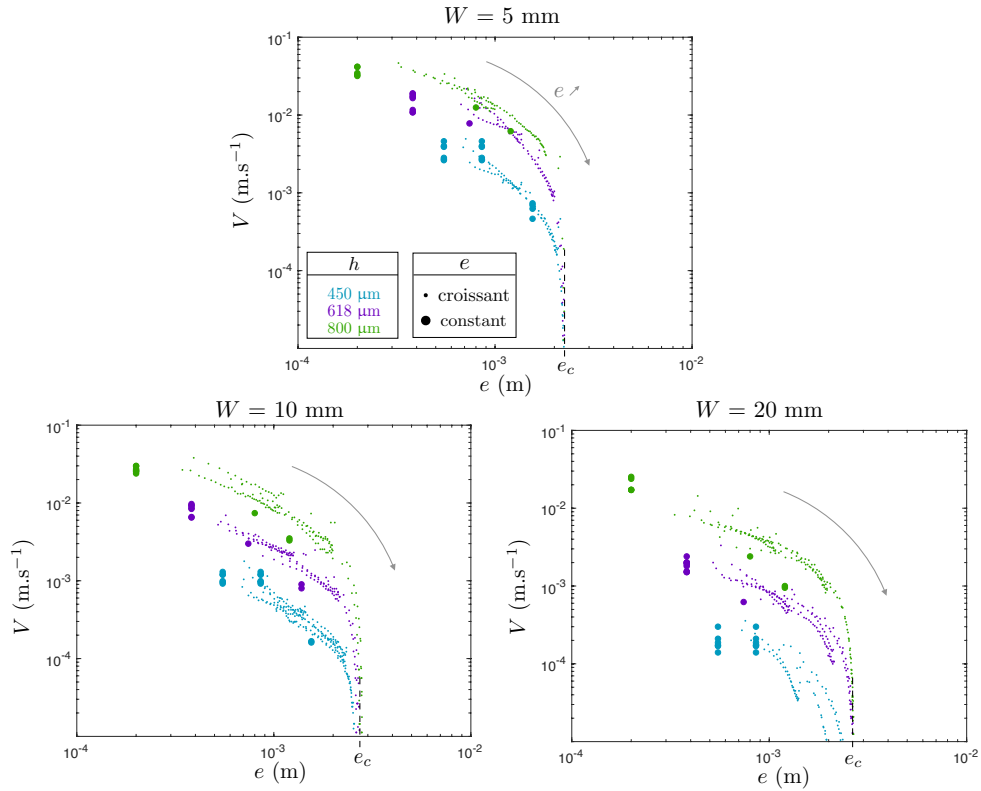 W = 5 mm
10⁻¹
10⁻²
10⁻³
10⁻⁴
V (m.s⁻¹)
e ↗
h
450 µm
618 µm
800 µm
e
croissant
constant
10⁻⁴ 10⁻³ e_c 10⁻²
e (m)
W = 10 mm
10⁻¹
10⁻²
10⁻³
10⁻⁴
V (m.s⁻¹)
10⁻⁴ 10⁻³ e_c 10⁻²
e (m)
W = 20 mm
10⁻¹
10⁻²
10⁻³
10⁻⁴
V (m.s⁻¹)
10⁻⁴ 10⁻³ e_c 10⁻²
e (m)